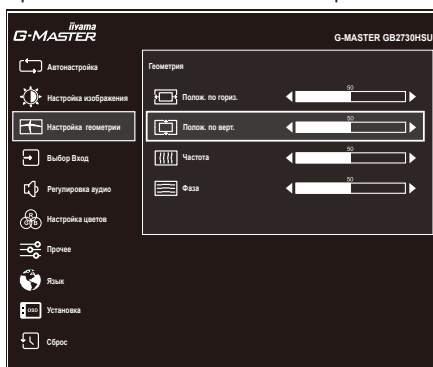 iiyama
G-MASTER
G-MASTER GB2730HSU
Автонастройка
Настройка изображения
Настройка геометрии
Выбор Вход
Регулировка аудио
Настройка цветов
Прочее
Язык
Установка
Сброс
Геометрия
Полож. по гориз.
50
Полож. по верт.
50
Частота
50
Фаза
50
R
G B
OSD